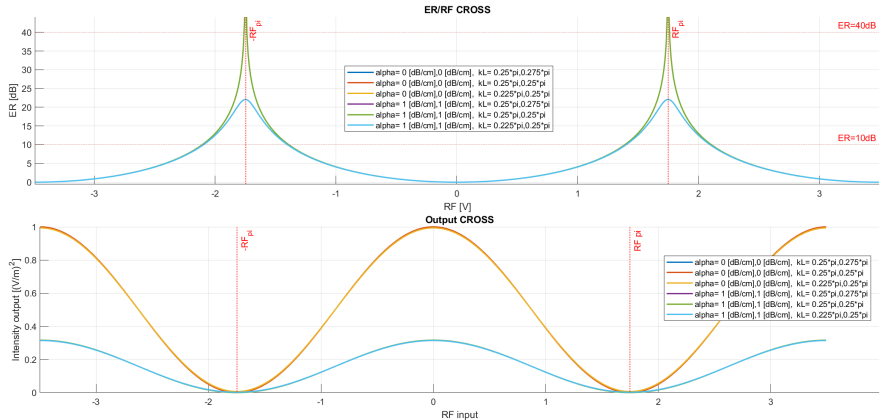 ER/RF CROSS
40
35
30
25
20
15
10
5
0
ER [dB]
-RF pi
RF pi
ER=40dB
ER=10dB
alpha= 0 [dB/cm],0 [dB/cm],  kL= 0.25*pi,0.275*pi
alpha= 0 [dB/cm],0 [dB/cm],  kL= 0.25*pi,0.25*pi
alpha= 0 [dB/cm],0 [dB/cm],  kL= 0.225*pi,0.25*pi
alpha= 1 [dB/cm],1 [dB/cm],  kL= 0.25*pi,0.275*pi
alpha= 1 [dB/cm],1 [dB/cm],  kL= 0.25*pi,0.25*pi
alpha= 1 [dB/cm],1 [dB/cm],  kL= 0.225*pi,0.25*pi
-3 -2 -1 0 1 2 3
RF [V]
Output CROSS
1
0.8
0.6
0.4
0.2
0
Intensity output [(V/m)²]
-RF pi
RF pi
alpha= 0 [dB/cm],0 [dB/cm],  kL= 0.25*pi,0.275*pi
alpha= 0 [dB/cm],0 [dB/cm],  kL= 0.25*pi,0.25*pi
alpha= 0 [dB/cm],0 [dB/cm],  kL= 0.225*pi,0.25*pi
alpha= 1 [dB/cm],1 [dB/cm],  kL= 0.25*pi,0.275*pi
alpha= 1 [dB/cm],1 [dB/cm],  kL= 0.25*pi,0.25*pi
alpha= 1 [dB/cm],1 [dB/cm],  kL= 0.225*pi,0.25*pi
-3 -2 -1 0 1 2 3
RF input